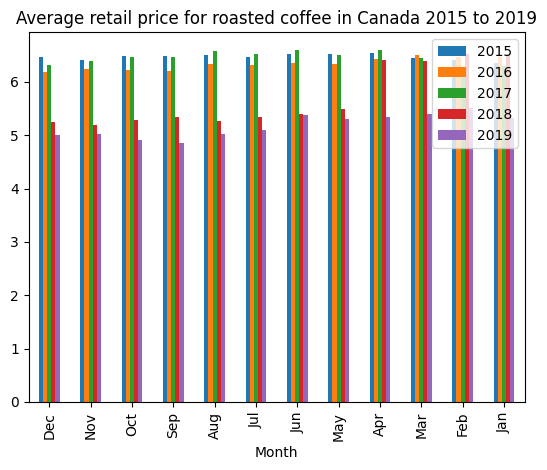 Average retail price for roasted coffee in Canada 2015 to 2019
2015
2016
2017
2018
2019
6
5
4
3
2
1
0
Dec
Nov
Oct
Sep
Aug
Jul
Jun
May
Apr
Mar
Feb
Jan
Month